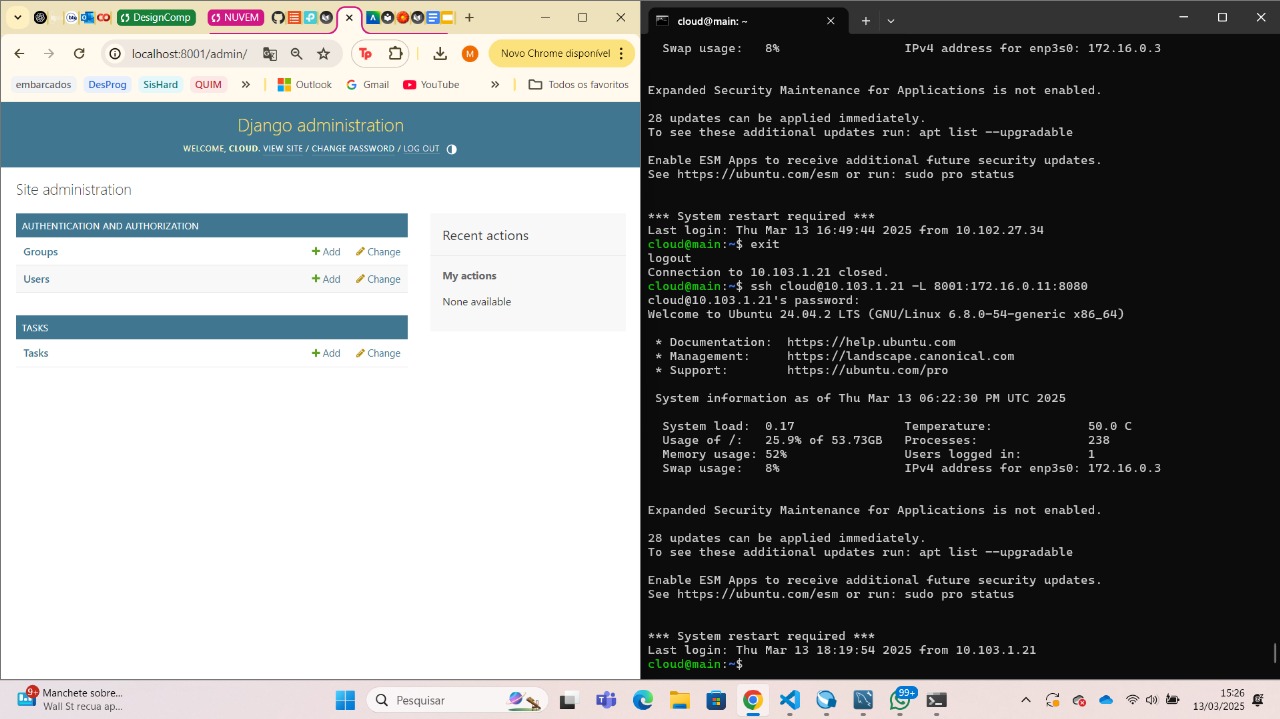 DesignComp
NUVEM
localhost:8001/admin/
Novo Chrome disponível
embarcados
DesProg
SisHard
QUIM
»
Outlook
Gmail
YouTube
»
Todos os favoritos
Django administration
WELCOME, CLOUD. VIEW SITE / CHANGE PASSWORD / LOG OUT
Site administration
AUTHENTICATION AND AUTHORIZATION
Groups Add Change
Users Add Change
TASKS
Tasks Add Change
Recent actions
My actions
None available
cloud@main: ~
Swap usage: 8% IPv4 address for enp3s0: 172.16.0.3
Expanded Security Maintenance for Applications is not enabled.
28 updates can be applied immediately.
To see these additional updates run: apt list --upgradable
Enable ESM Apps to receive additional future security updates.
See https://ubuntu.com/esm or run: sudo pro status
*** System restart required ***
Last login: Thu Mar 13 16:49:44 2025 from 10.102.27.34
cloud@main:~$ exit
logout
Connection to 10.103.1.21 closed.
cloud@main:~$ ssh cloud@10.103.1.21 -L 8001:172.16.0.11:8080
cloud@10.103.1.21's password:
Welcome to Ubuntu 24.04.2 LTS (GNU/Linux 6.8.0-54-generic x86_64)
* Documentation: https://help.ubuntu.com
* Management: https://landscape.canonical.com
* Support: https://ubuntu.com/pro
System information as of Thu Mar 13 06:22:30 PM UTC 2025
System load: 0.17 Temperature: 50.0 C
Usage of /: 25.9% of 53.73GB Processes: 238
Memory usage: 52% Users logged in: 1
Swap usage: 8% IPv4 address for enp3s0: 172.16.0.3
Expanded Security Maintenance for Applications is not enabled.
28 updates can be applied immediately.
To see these additional updates run: apt list --upgradable
Enable ESM Apps to receive additional future security updates.
See https://ubuntu.com/esm or run: sudo pro status
*** System restart required ***
Last login: Thu Mar 13 18:19:54 2025 from 10.103.1.21
cloud@main:~$
9+
Manchete sobre...
Wall St recua ap...
Pesquisar
99+
15:26
13/03/2025